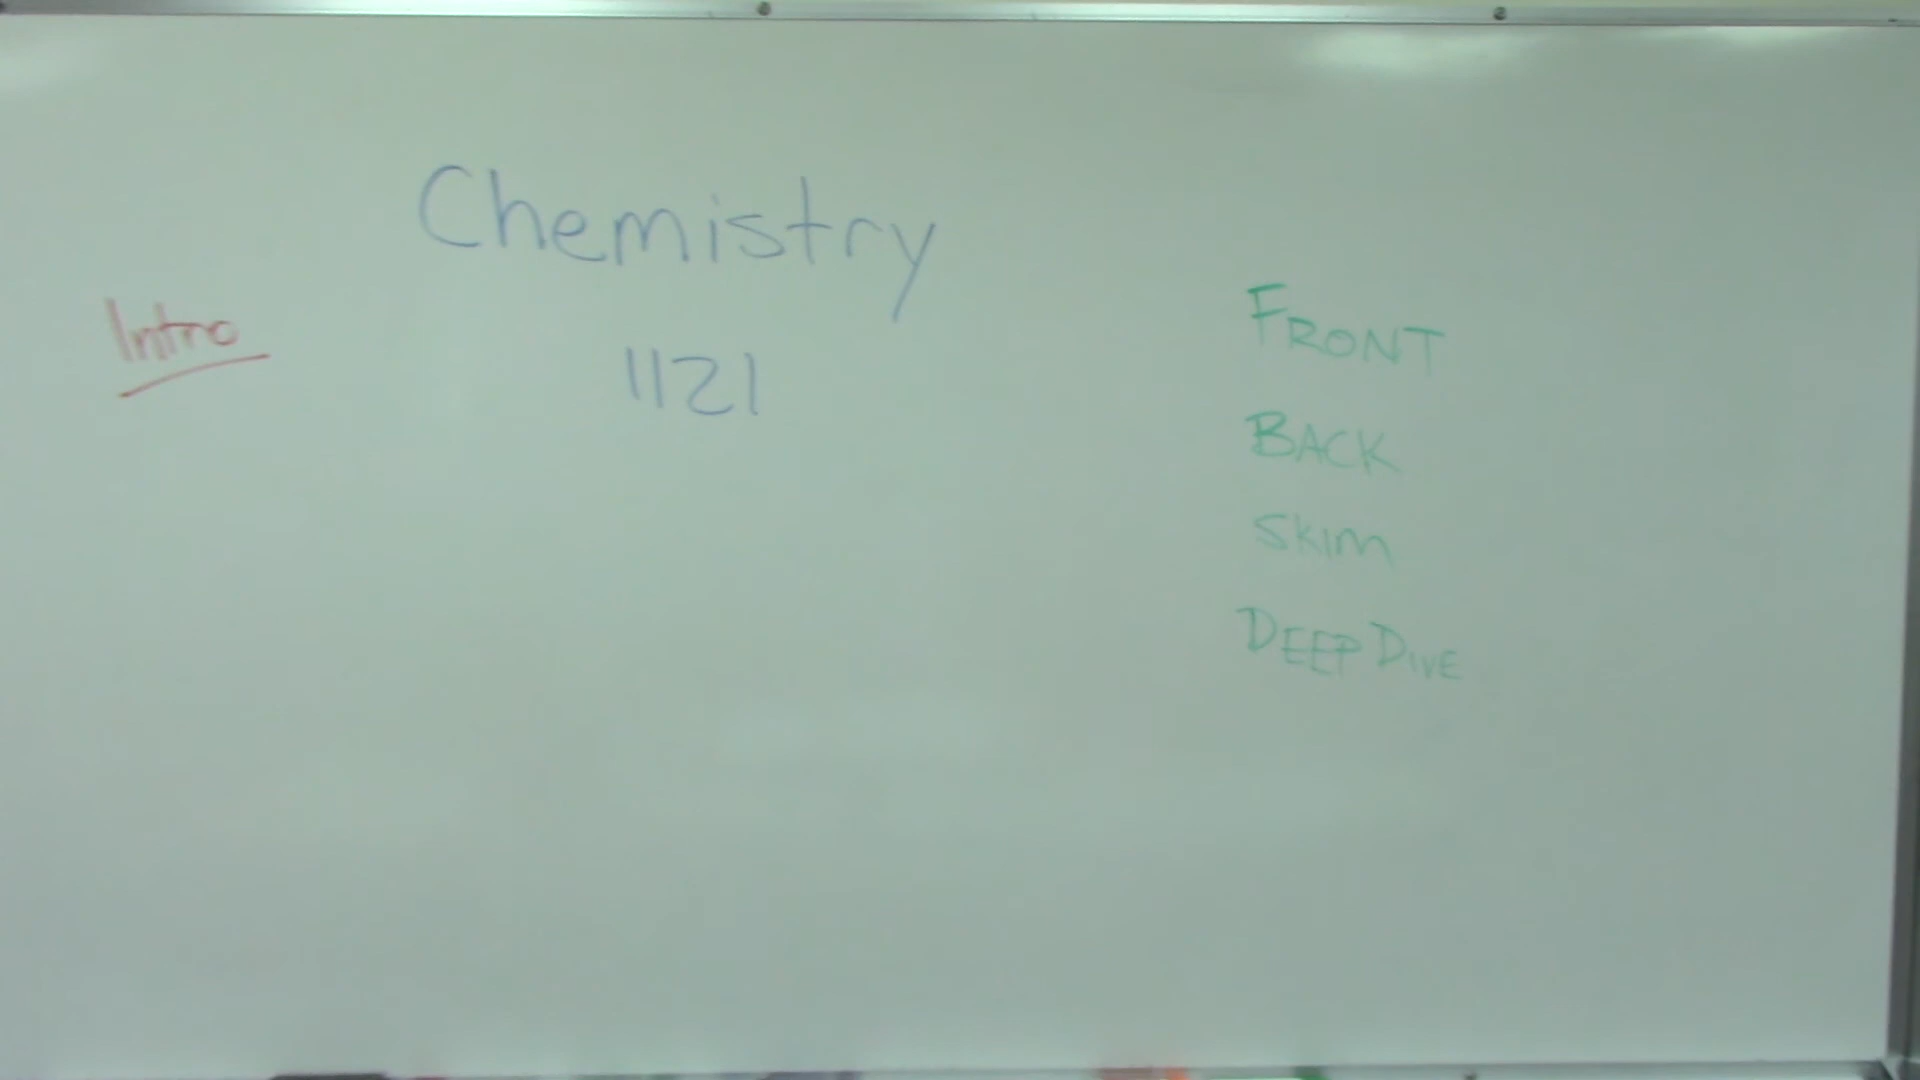 Chemistry
1121
Intro
FRONT
BACK
SKIM
DEEP DIVE